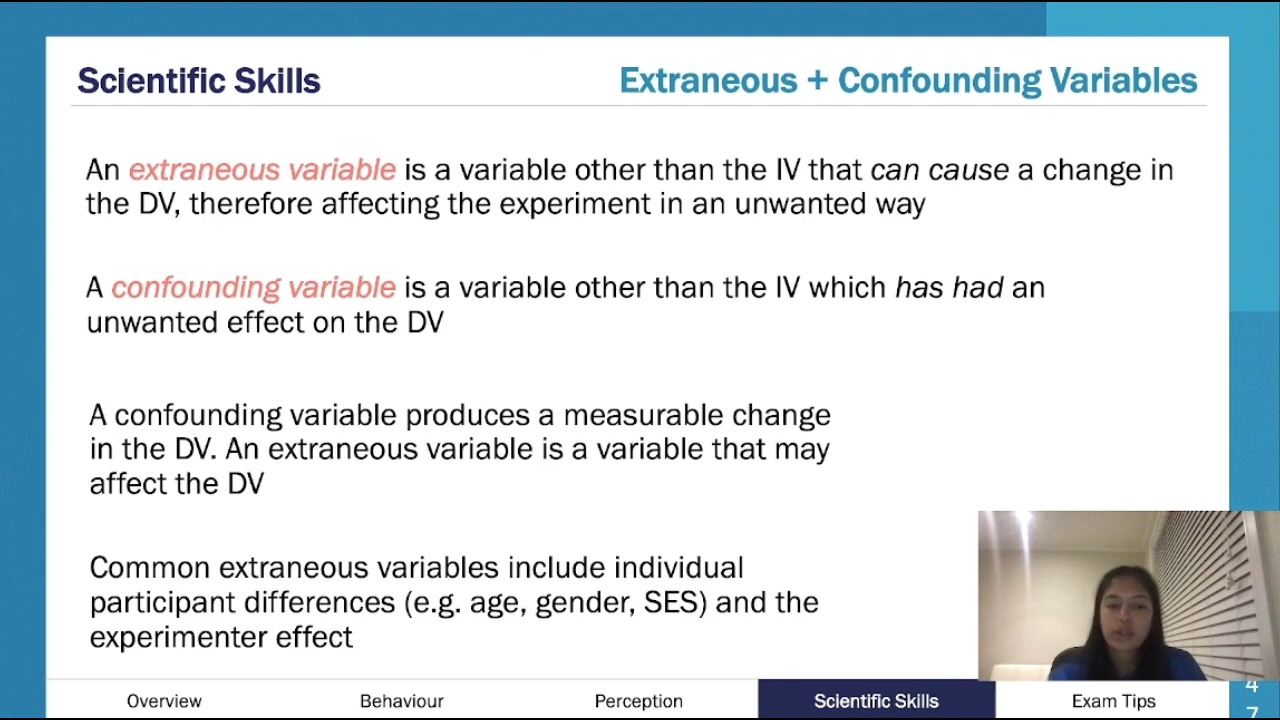 Scientific Skills
Extraneous + Confounding Variables
An extraneous variable is a variable other than the IV that can cause a change in
the DV, therefore affecting the experiment in an unwanted way
A confounding variable is a variable other than the IV which has had an
unwanted effect on the DV
A confounding variable produces a measurable change
in the DV. An extraneous variable is a variable that may
affect the DV
Common extraneous variables include individual
participant differences (e.g. age, gender, SES) and the
experimenter effect
Overview
Behaviour
Perception
Scientific Skills
Exam Tips
4
7